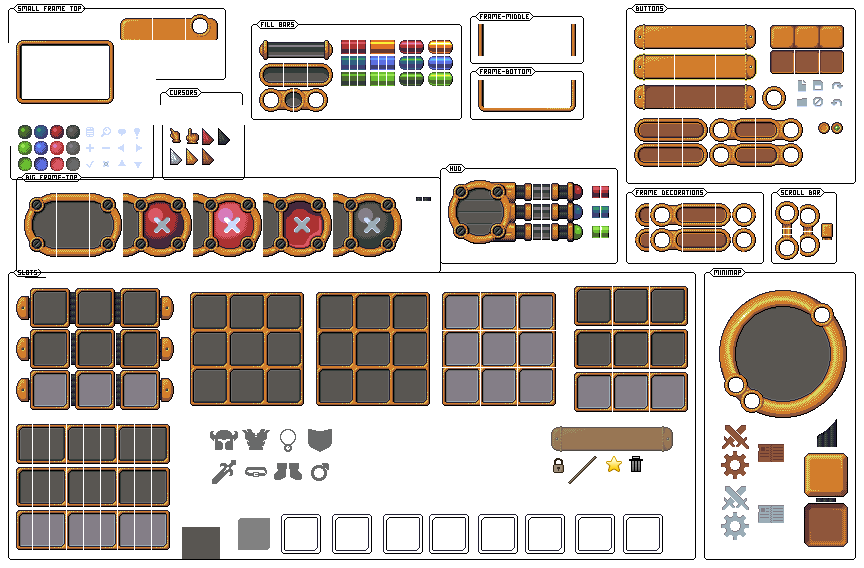 SMALL FRAME TOP
FILL BARS
FRAME-MIDDLE
BUTTONS
FRAME-BOTTOM
CURSORS
BIG FRAME-TOP
HUD
FRAME DECORATIONS
SCROLL BAR
SLOTS
MINIMAP